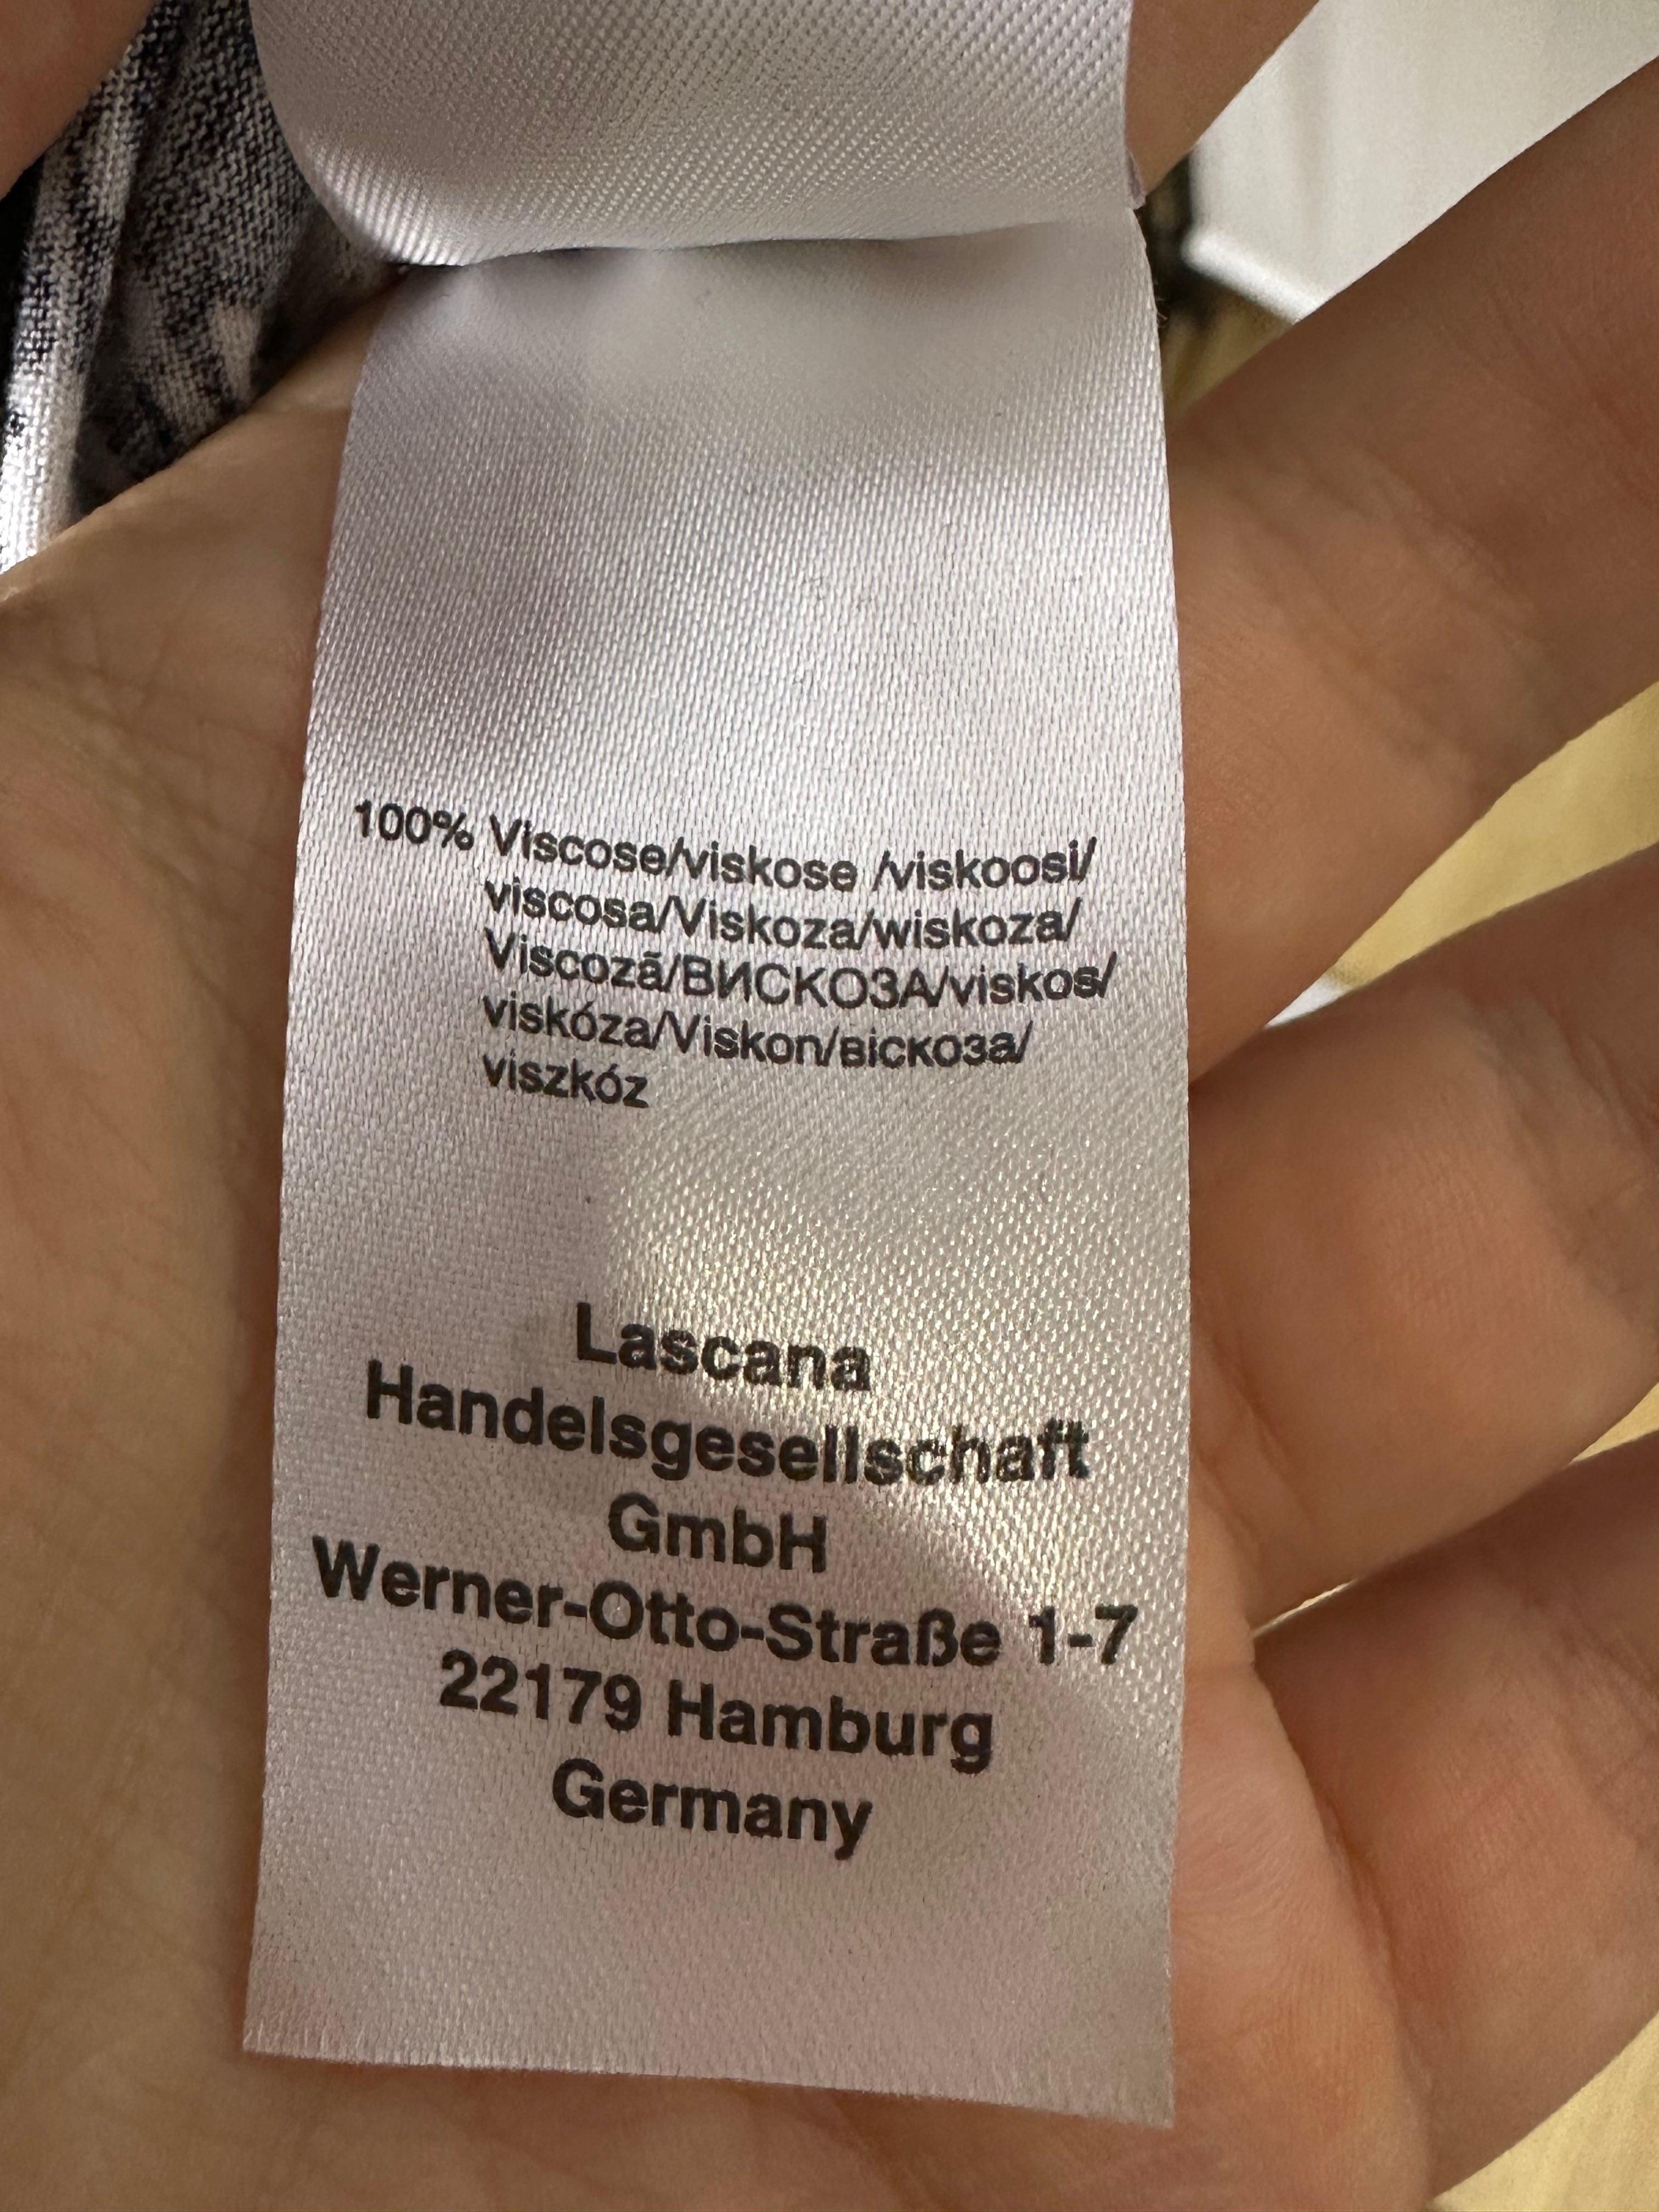 100% Viscose/viskose /viskoosi/
viscosa/Viskoza/wiskoza/
Viscoză/ВИСКОЗА/viskos/
viskóza/Viskon/віскоза/
viszkóz
Lascana
Handelsgesellschaft
GmbH
Werner-Otto-Straße 1-7
22179 Hamburg
Germany